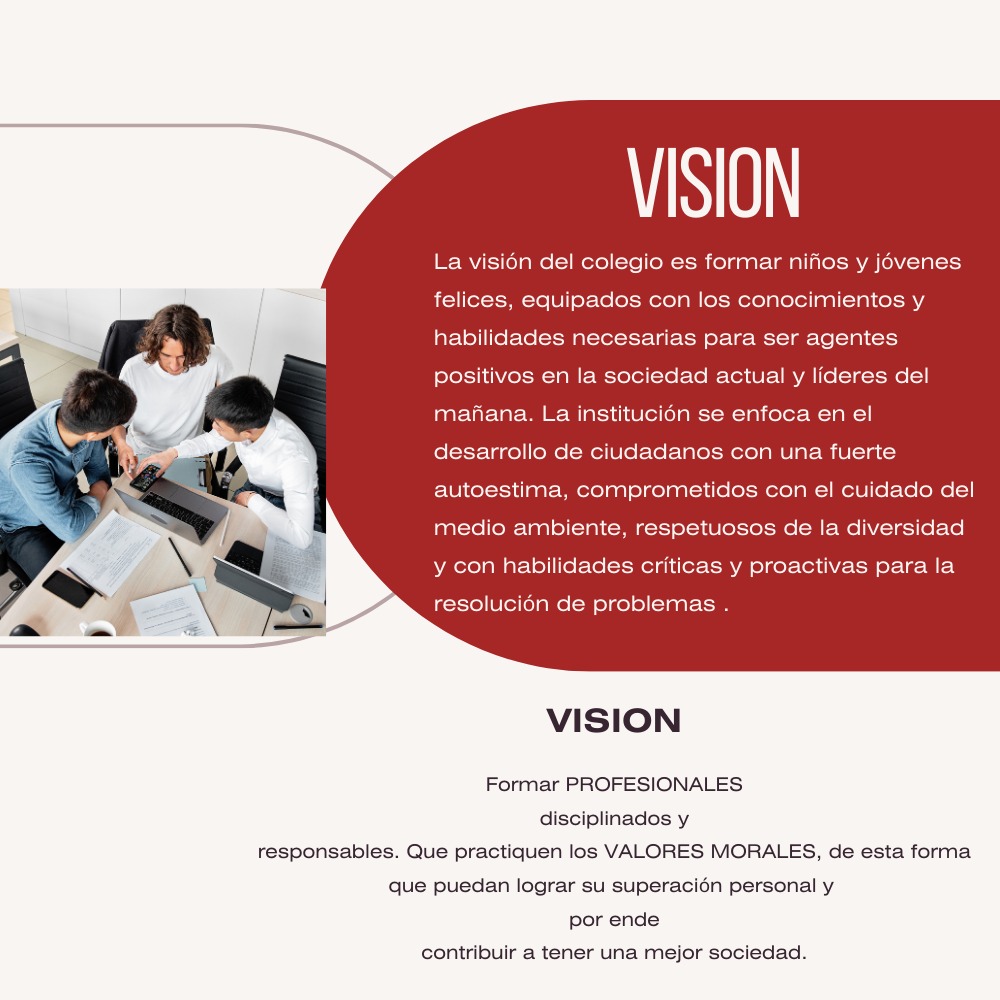 VISION
La visión del colegio es formar niños y jóvenes
felices, equipados con los conocimientos y
habilidades necesarias para ser agentes
positivos en la sociedad actual y líderes del
mañana. La institución se enfoca en el
desarrollo de ciudadanos con una fuerte
autoestima, comprometidos con el cuidado del
medio ambiente, respetuosos de la diversidad
y con habilidades críticas y proactivas para la
resolución de problemas .
VISION
Formar PROFESIONALES
disciplinados y
responsables. Que practiquen los VALORES MORALES, de esta forma
que puedan lograr su superación personal y
por ende
contribuir a tener una mejor sociedad.